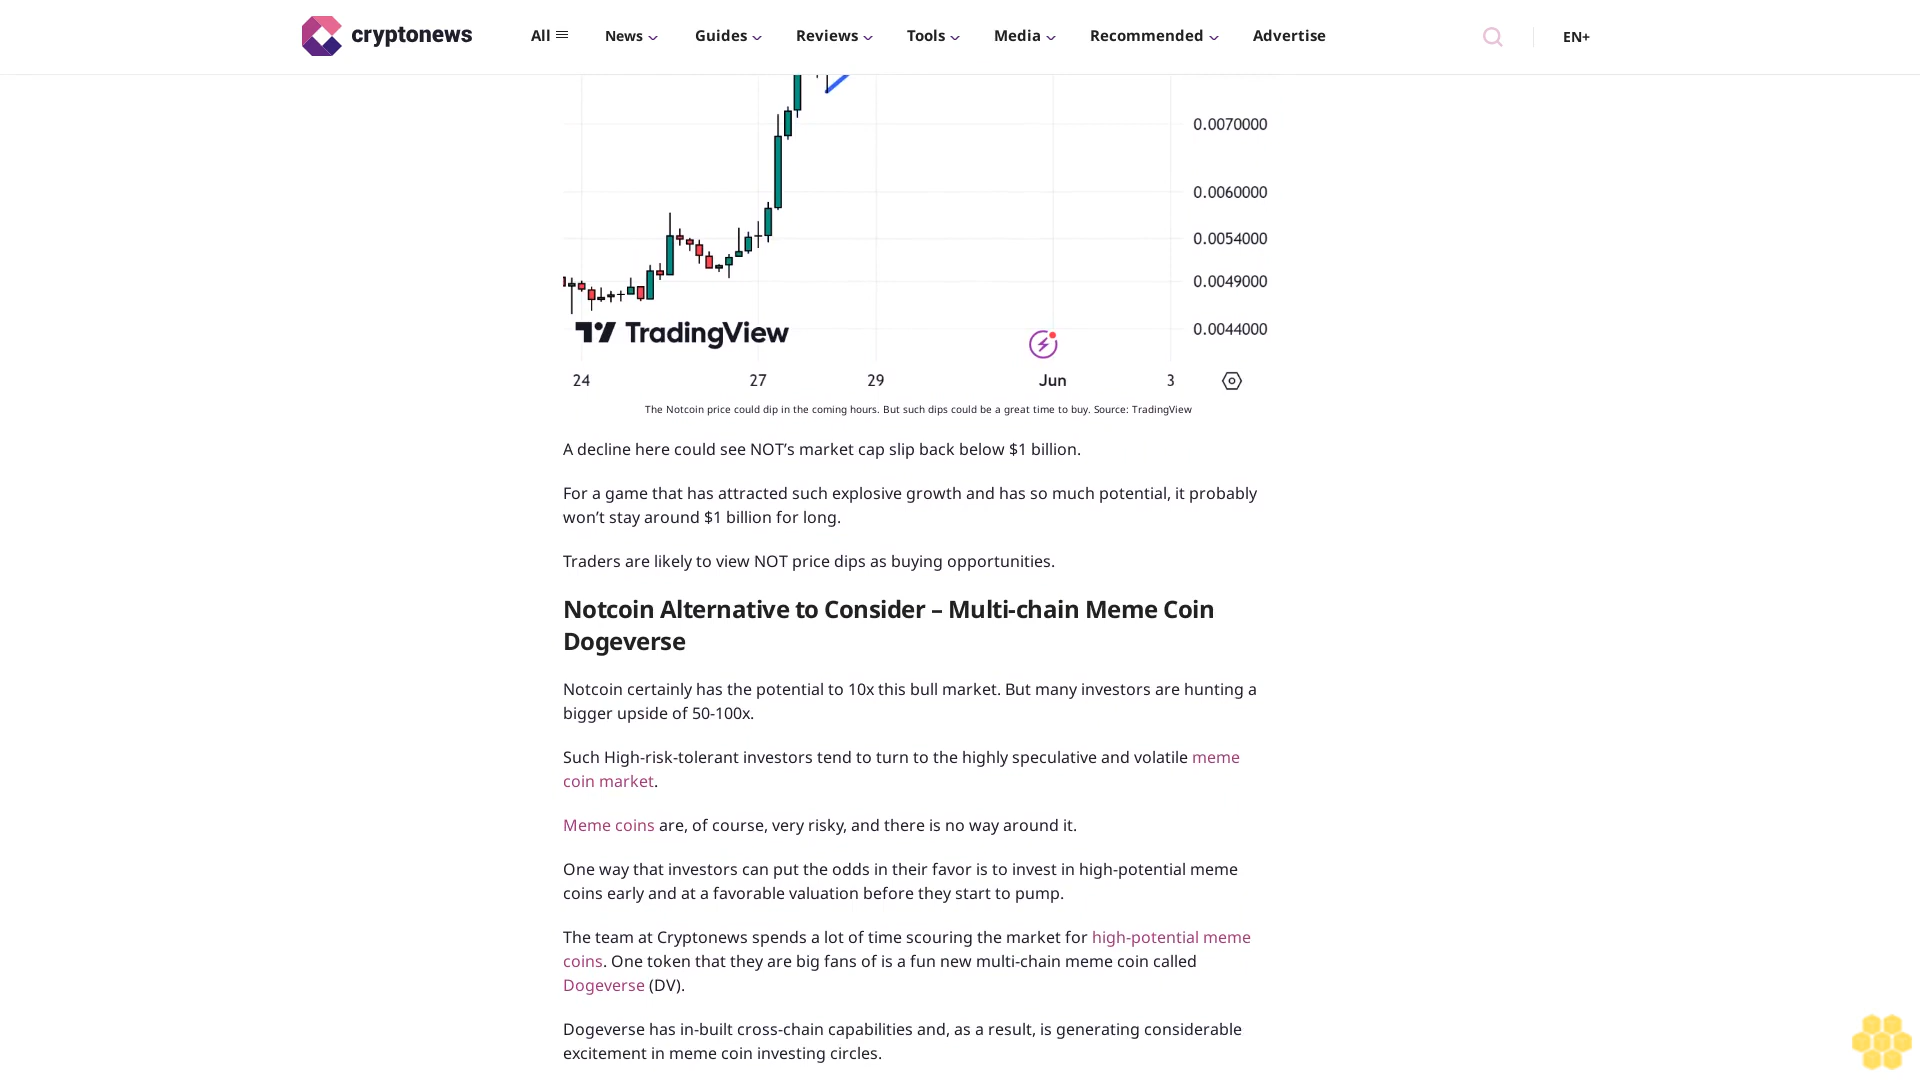 cryptonews
All
News
Guides
Reviews
Tools
Media
Recommended
Advertise
EN+
0.0070000
0.0060000
0.0054000
0.0049000
0.0044000
TradingView
24 27 29 Jun 3
The Notcoin price could dip in the coming hours. But such dips could be a great time to buy. Source: TradingView
A decline here could see NOT’s market cap slip back below $1 billion.
For a game that has attracted such explosive growth and has so much potential, it probably
won’t stay around $1 billion for long.
Traders are likely to view NOT price dips as buying opportunities.
Notcoin Alternative to Consider – Multi-chain Meme Coin
Dogeverse
Notcoin certainly has the potential to 10x this bull market. But many investors are hunting a
bigger upside of 50-100x.
Such High-risk-tolerant investors tend to turn to the highly speculative and volatile meme
coin market.
Meme coins are, of course, very risky, and there is no way around it.
One way that investors can put the odds in their favor is to invest in high-potential meme
coins early and at a favorable valuation before they start to pump.
The team at Cryptonews spends a lot of time scouring the market for high-potential meme
coins. One token that they are big fans of is a fun new multi-chain meme coin called
Dogeverse (DV).
Dogeverse has in-built cross-chain capabilities and, as a result, is generating considerable
excitement in meme coin investing circles.